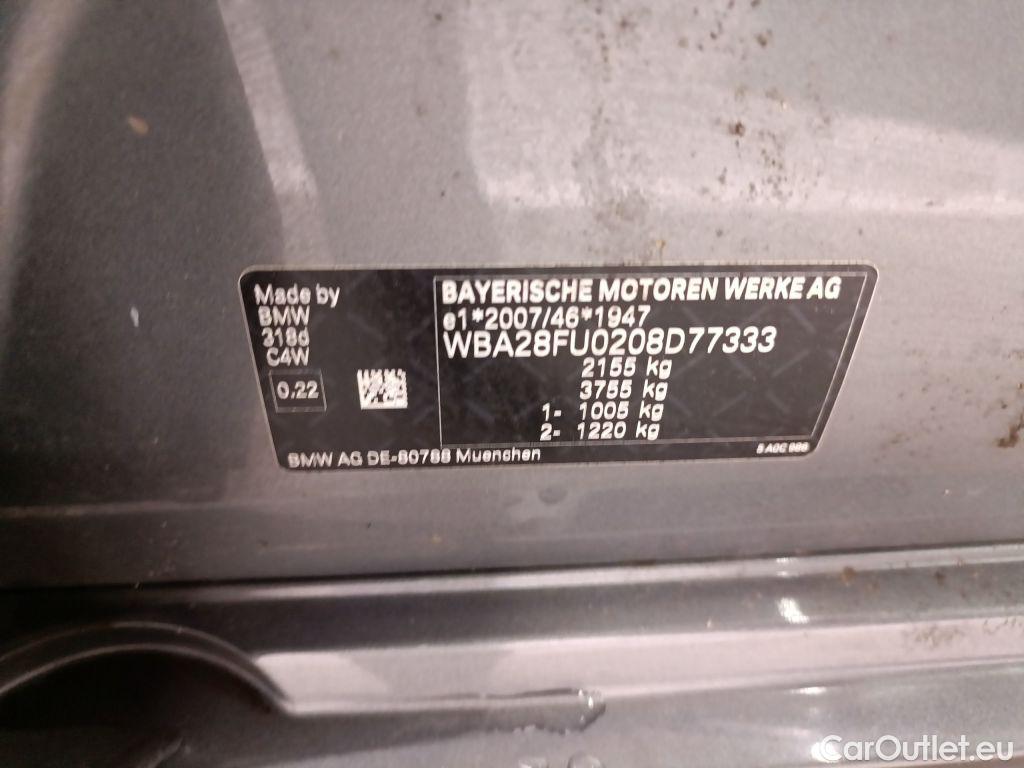 Made by
BMW
318d
C4W
0.22
BAYERISCHE MOTOREN WERKE AG
e1*2007/46*1947
WBA28FU0208D77333
2155 kg
3755 kg
1- 1005 kg
2- 1220 kg
BMW AG DE-80788 Muenchen
CarOutlet.eu